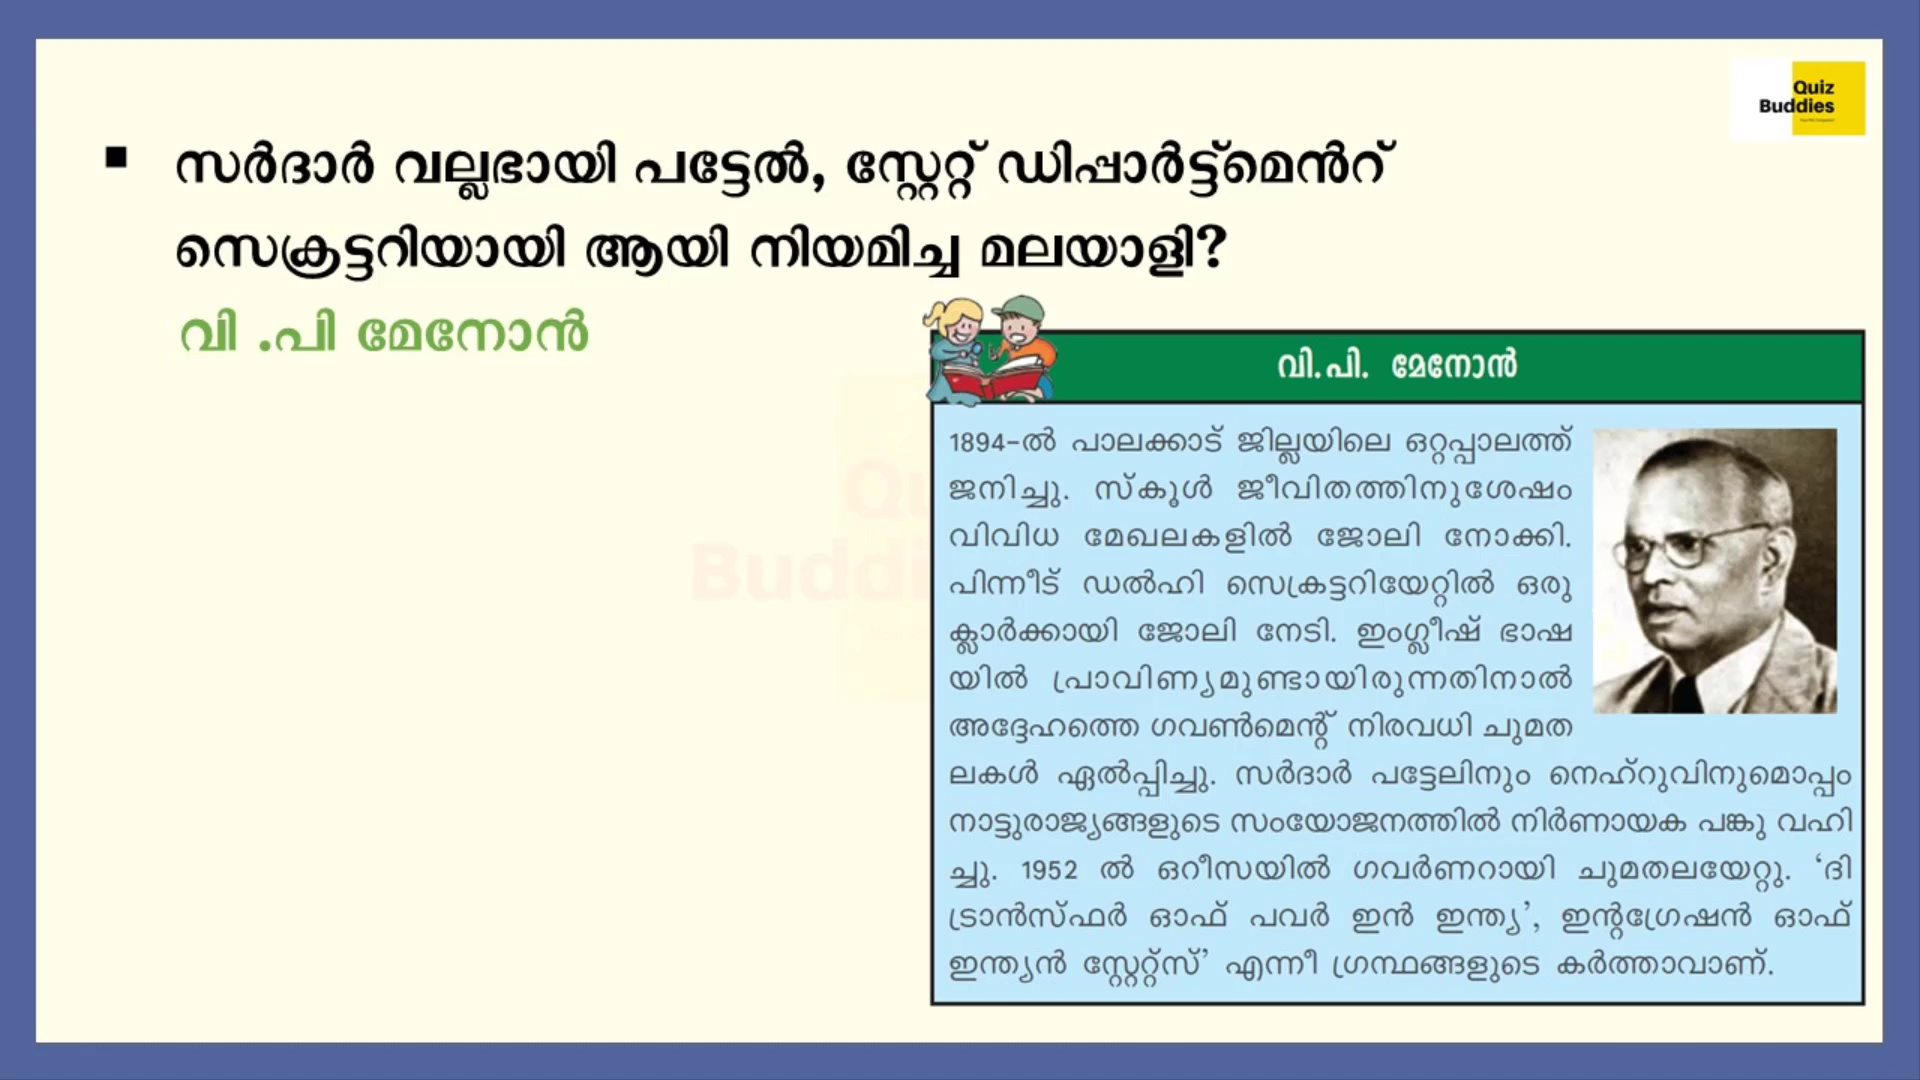 Quiz
Buddies
▪ സർദാർ വല്ലഭായി പട്ടേൽ, സ്റ്റേറ്റ് ഡിപ്പാർട്ട്മെൻറ്
സെക്രട്ടറിയായി ആയി നിയമിച്ച മലയാളി?
വി .പി മേനോൻ
വി.പി. മേനോൻ
1894-ൽ പാലക്കാട് ജില്ലയിലെ ഒറ്റപ്പാലത്ത്
ജനിച്ചു. സ്കൂൾ ജീവിതത്തിനുശേഷം
വിവിധ മേഖലകളിൽ ജോലി നോക്കി.
പിന്നീട് ഡൽഹി സെക്രട്ടറിയേറ്റിൽ ഒരു
ക്ലാർക്കായി ജോലി നേടി. ഇംഗ്ലീഷ് ഭാഷ
യിൽ പ്രാവിണ്യമുണ്ടായിരുന്നതിനാൽ
അദ്ദേഹത്തെ ഗവൺമെന്റ് നിരവധി ചുമത
ലകൾ ഏൽപ്പിച്ചു. സർദാർ പട്ടേലിനും നെഹ്റുവിനുമൊപ്പം
നാട്ടുരാജ്യങ്ങളുടെ സംയോജനത്തിൽ നിർണായക പങ്കു വഹി
ച്ചു. 1952 ൽ ഒറീസയിൽ ഗവർണറായി ചുമതലയേറ്റു. ‘ദി
ട്രാൻസ്ഫർ ഓഫ് പവർ ഇൻ ഇന്ത്യ’, ഇന്റഗ്രേഷൻ ഓഫ്
ഇന്ത്യൻ സ്റ്റേറ്റ്സ്’ എന്നീ ഗ്രന്ഥങ്ങളുടെ കർത്താവാണ്.